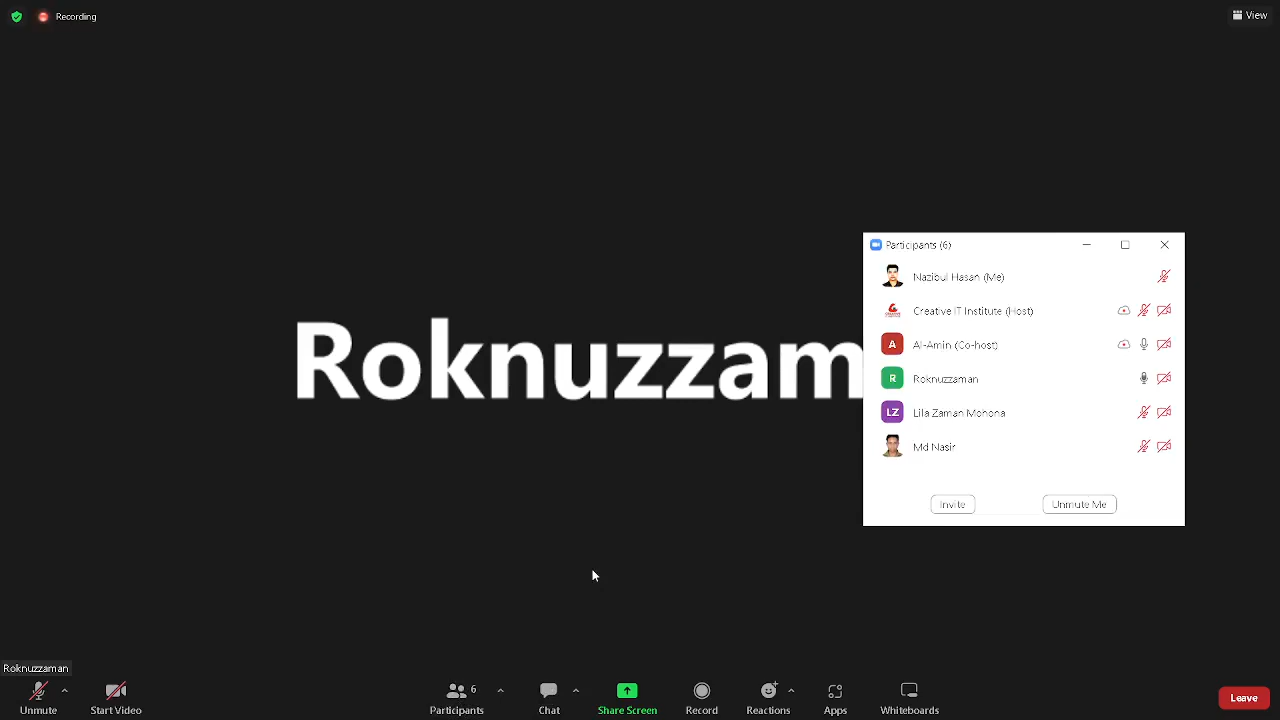 Recording
View
Roknuzzam
Participants (6)
Nazibul Hasan (Me)
Creative IT Institute (Host)
A
Al-Amin (Co-host)
R
Roknuzzaman
LZ
Lila Zaman Mohona
Md Nasir
Invite
Unmute Me
Roknuzzaman
Unmute
Start Video
Participants
6
Chat
Share Screen
Record
Reactions
Apps
Whiteboards
Leave